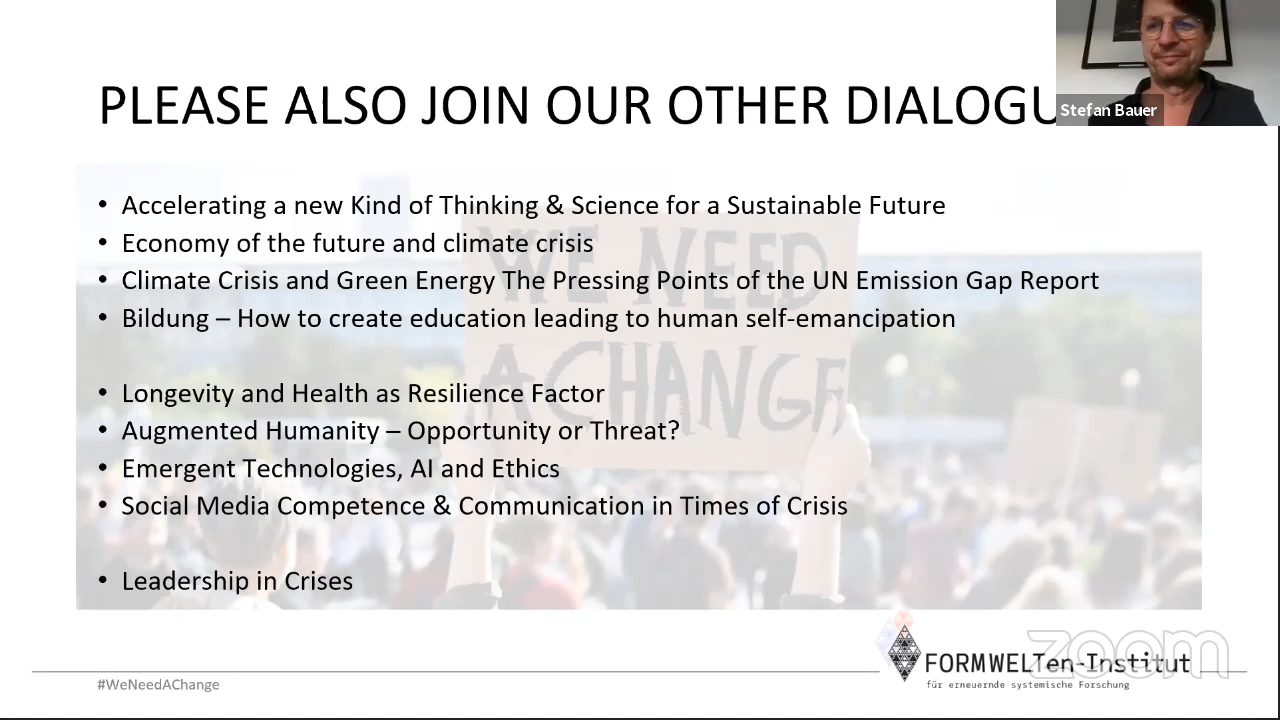 PLEASE ALSO JOIN OUR OTHER DIALOGU
Stefan Bauer
• Accelerating a new Kind of Thinking & Science for a Sustainable Future
• Economy of the future and climate crisis
• Climate Crisis and Green Energy The Pressing Points of the UN Emission Gap Report
• Bildung – How to create education leading to human self-emancipation
WE NEED
A CHANGE
• Longevity and Health as Resilience Factor
• Augmented Humanity – Opportunity or Threat?
• Emergent Technologies, AI and Ethics
• Social Media Competence & Communication in Times of Crisis
• Leadership in Crises
zoom
FORMWELTen-Institut
für erneuernde systemische Forschung
#WeNeedAChange